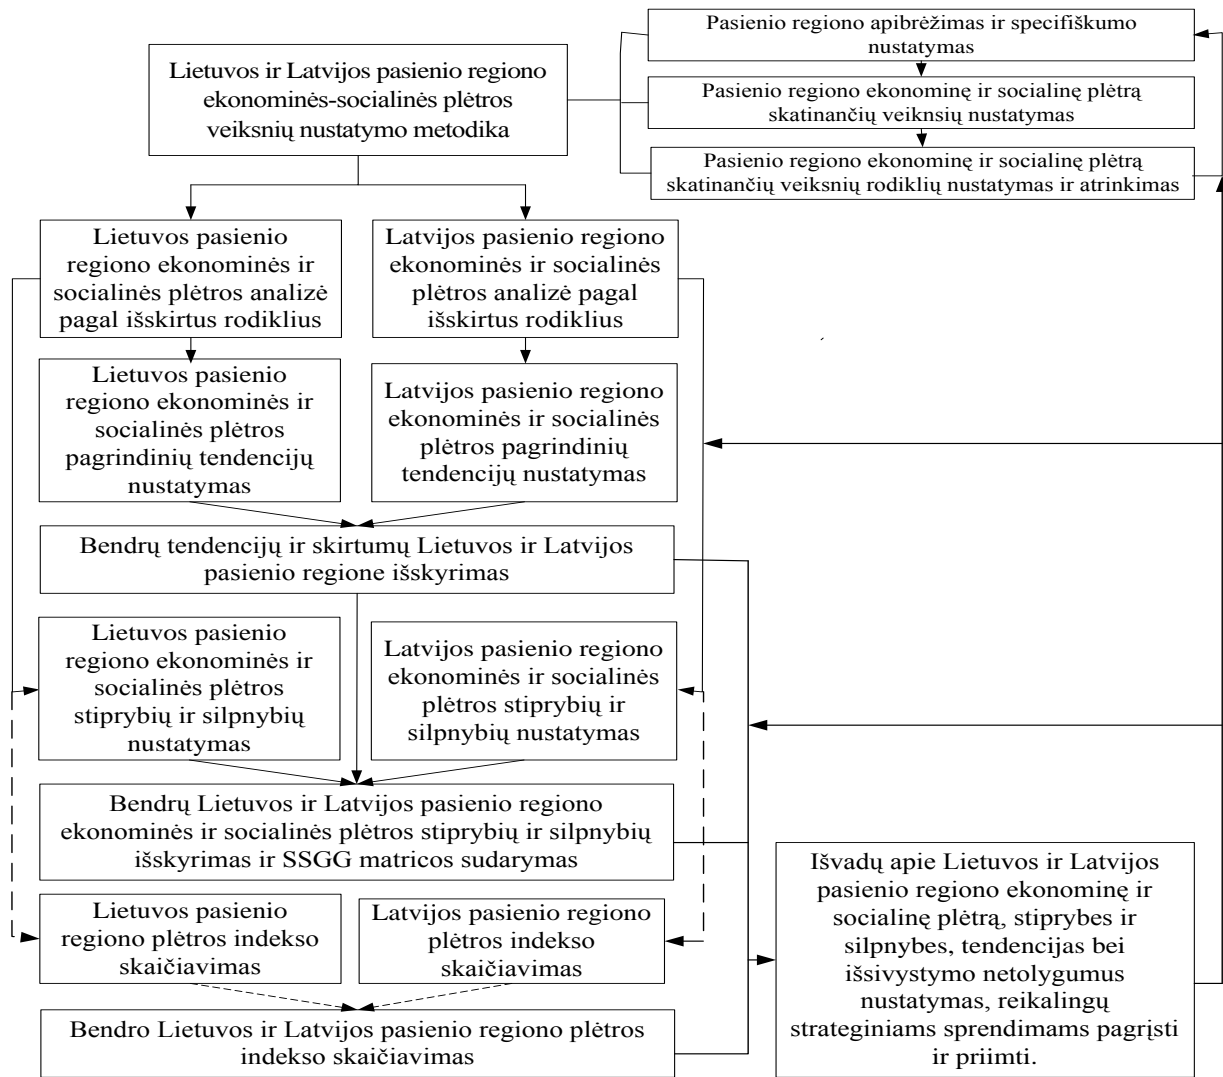 Lietuvos ir Latvijos pasienio regiono
ekonominės-socialinės plėtros
veiksnių nustatymo metodika
Pasienio regiono apibrėžimas ir specifiškumo
nustatymas
Pasienio regiono ekonominę ir socialinę plėtrą
skatinančių veiknsių nustatymas
Pasienio regiono ekonominę ir socialinę plėtrą
skatinančių veiksnių rodiklių nustatymas ir atrinkimas
Lietuvos pasienio
regiono ekonominės ir
socialinės plėtros analizė
pagal išskirtus rodiklius
Latvijos pasienio regiono
ekonominės ir socialinės
plėtros analizė pagal
išskirtus rodiklius
Lietuvos pasienio
regiono ekonominės ir
socialinės plėtros
pagrindinių tendencijų
nustatymas
Latvijos pasienio regiono
ekonominės ir socialinės
plėtros pagrindinių
tendencijų nustatymas
Bendrų tendencijų ir skirtumų Lietuvos ir Latvijos
pasienio regione išskyrimas
Lietuvos pasienio
regiono ekonominės ir
socialinės plėtros
stiprybių ir silpnybių
nustatymas
Latvijos pasienio regiono
ekonominės ir socialinės
plėtros stiprybių ir
silpnybių nustatymas
Bendrų Lietuvos ir Latvijos pasienio regiono
ekonominės ir socialinės plėtros stiprybių ir silpnybių
išskyrimas ir SSGG matricos sudarymas
Lietuvos pasienio
regiono plėtros indekso
skaičiavimas
Latvijos pasienio regiono
plėtros indekso
skaičiavimas
Bendro Lietuvos ir Latvijos pasienio regiono plėtros
indekso skaičiavimas
Išvadų apie Lietuvos ir Latvijos
pasienio regiono ekonominę ir
socialinę plėtrą, stiprybes ir
silpnybes, tendencijas bei
išsivystymo netolygumus
nustatymas, reikalingų
strateginiams sprendimams pagrįsti
ir priimti.